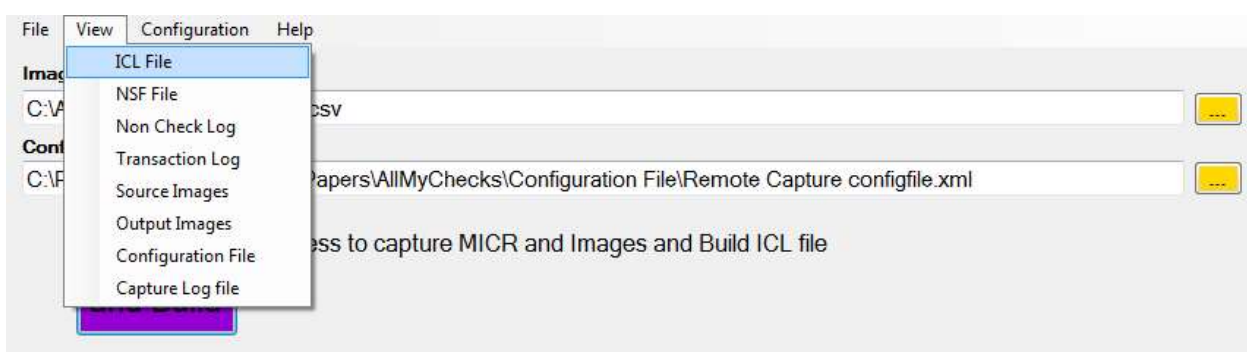 File View Configuration Help
ICL File
Imag
NSF File
C:\A csv
Non Check Log
Conf
Transaction Log
C:\P Papers\AllMyChecks\Configuration File\Remote Capture configfile.xml
Source Images
Output Images
ess to capture MICR and Images and Build ICL file
Configuration File
Capture Log file
and Build